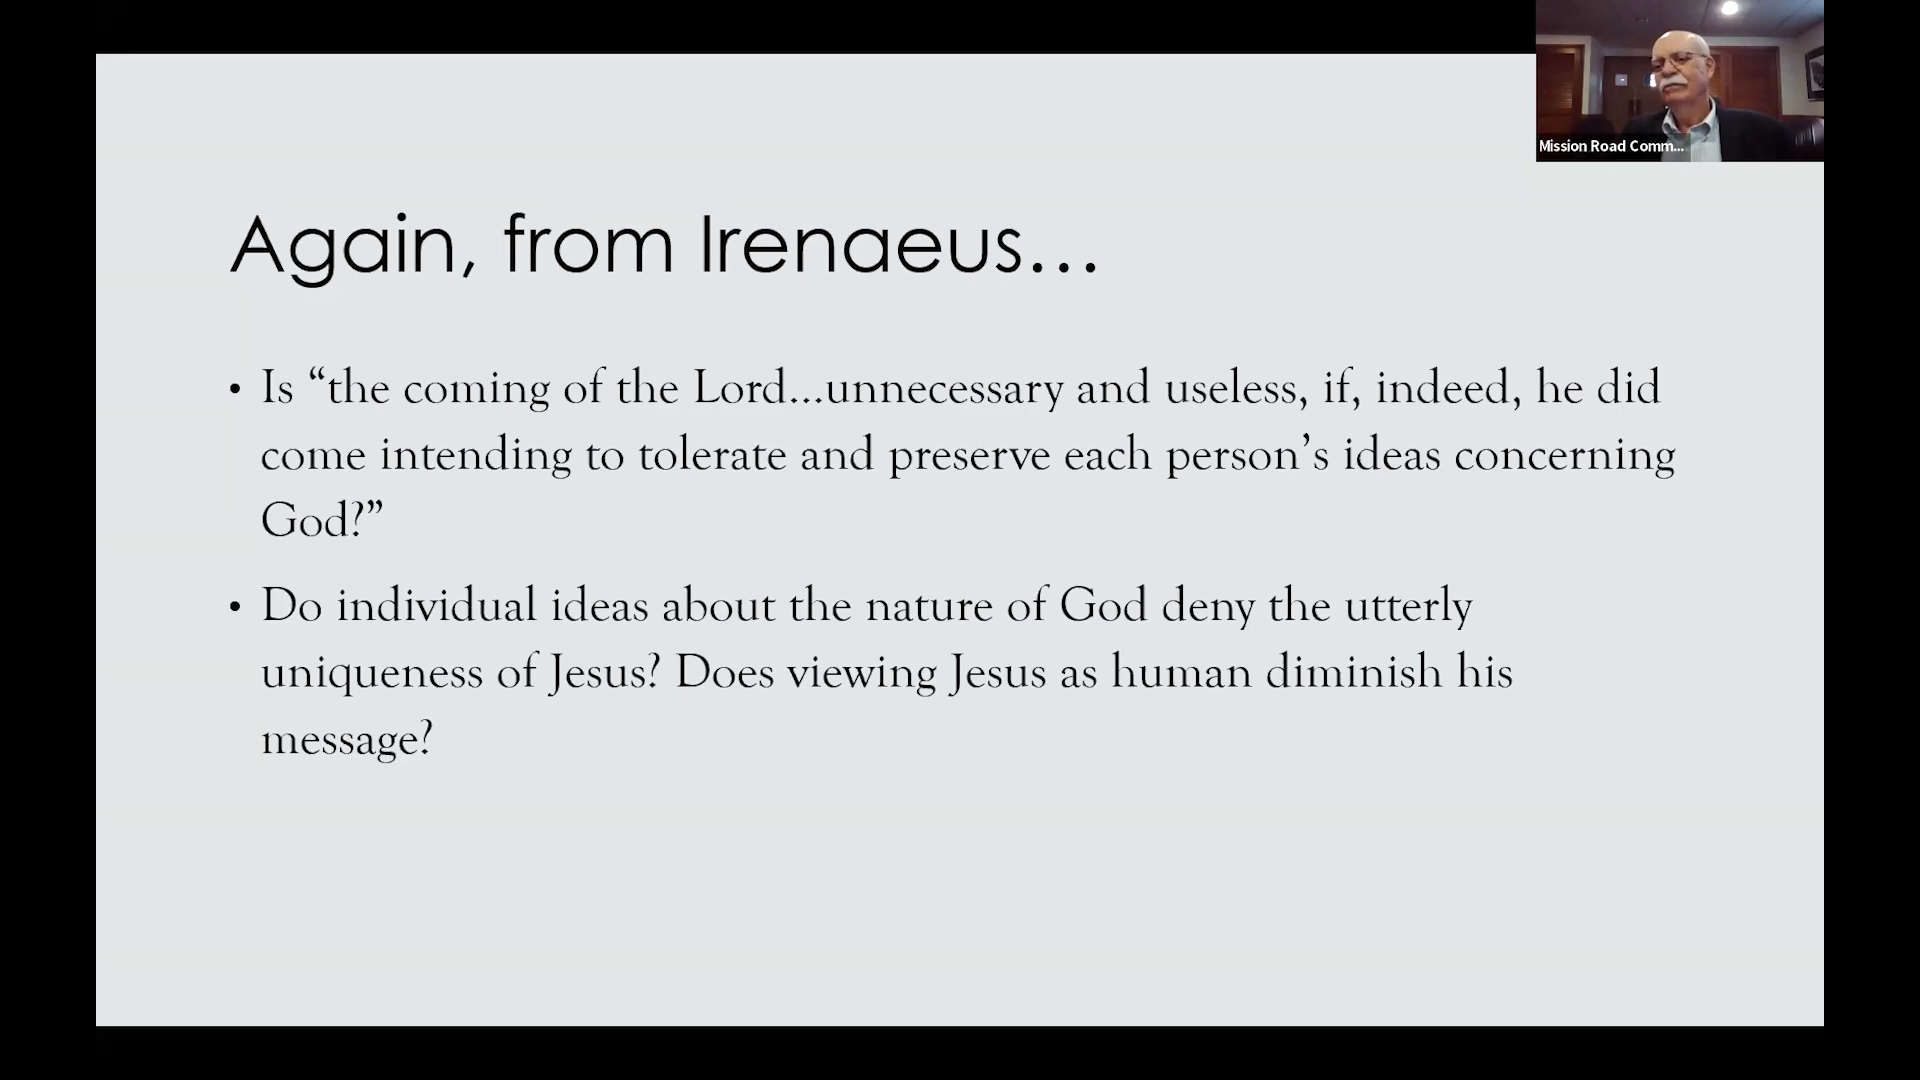 Mission Road Comm...
Again, from Irenaeus...
• Is “the coming of the Lord...unnecessary and useless, if, indeed, he did
come intending to tolerate and preserve each person’s ideas concerning
God?”
• Do individual ideas about the nature of God deny the utterly
uniqueness of Jesus? Does viewing Jesus as human diminish his
message?